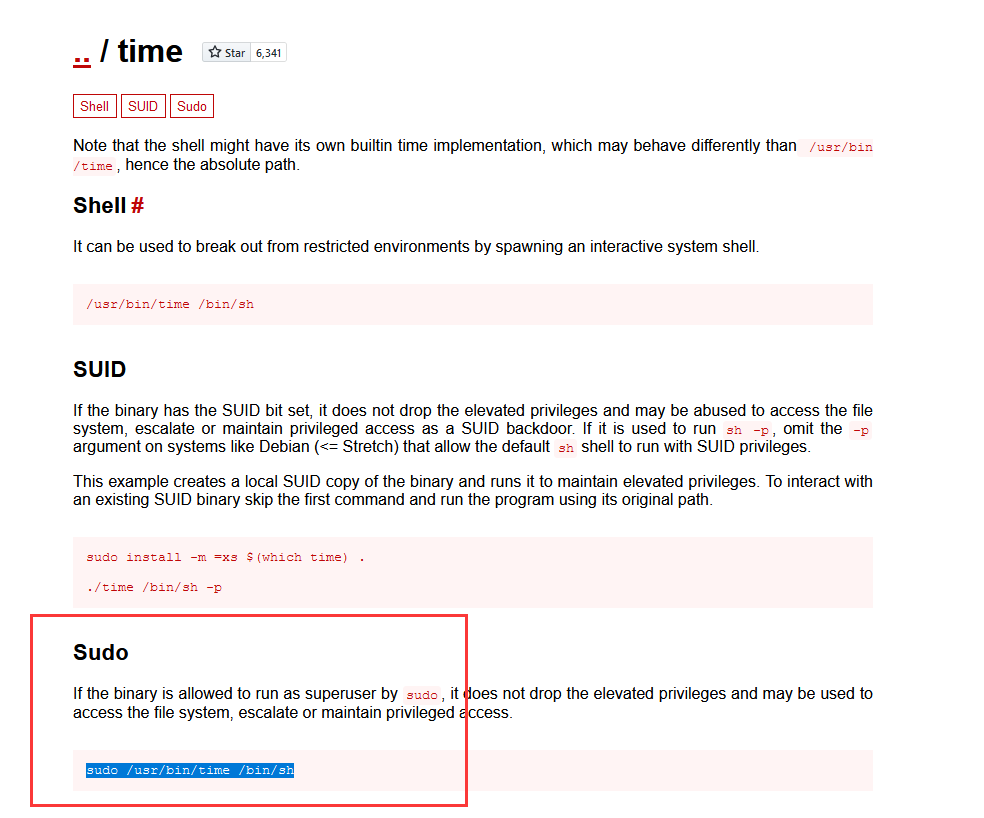 .. / time Star 6,341
Shell SUID Sudo
Note that the shell might have its own builtin time implementation, which may behave differently than /usr/bin
/time, hence the absolute path.
Shell #
It can be used to break out from restricted environments by spawning an interactive system shell.
/usr/bin/time /bin/sh
SUID
If the binary has the SUID bit set, it does not drop the elevated privileges and may be abused to access the file
system, escalate or maintain privileged access as a SUID backdoor. If it is used to run sh -p, omit the -p
argument on systems like Debian (<= Stretch) that allow the default sh shell to run with SUID privileges.
This example creates a local SUID copy of the binary and runs it to maintain elevated privileges. To interact with
an existing SUID binary skip the first command and run the program using its original path.
sudo install -m =xs $(which time) .
./time /bin/sh -p
Sudo
If the binary is allowed to run as superuser by sudo, it does not drop the elevated privileges and may be used to
access the file system, escalate or maintain privileged access.
sudo /usr/bin/time /bin/sh